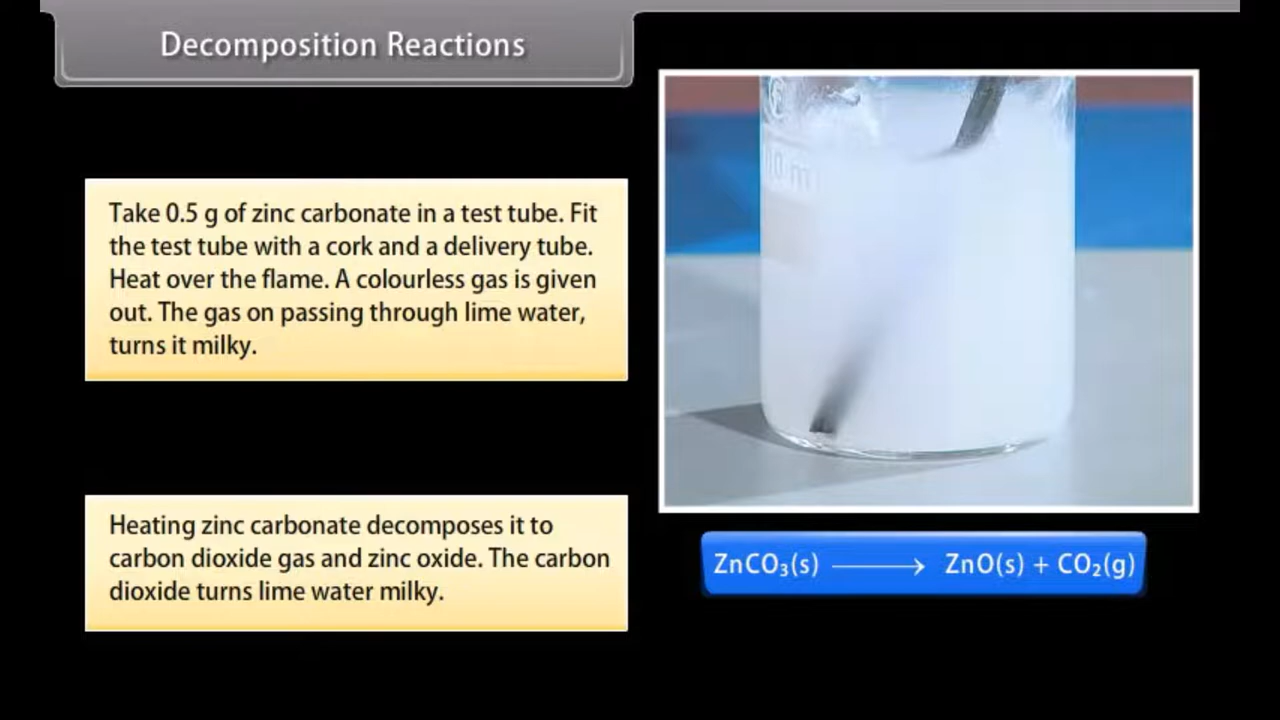 Decomposition Reactions
Take 0.5 g of zinc carbonate in a test tube. Fit
the test tube with a cork and a delivery tube.
Heat over the flame. A colourless gas is given
out. The gas on passing through lime water,
turns it milky.
Heating zinc carbonate decomposes it to
carbon dioxide gas and zinc oxide. The carbon
dioxide turns lime water milky.
ZnCO₃(s) ⟶ ZnO(s) + CO₂(g)